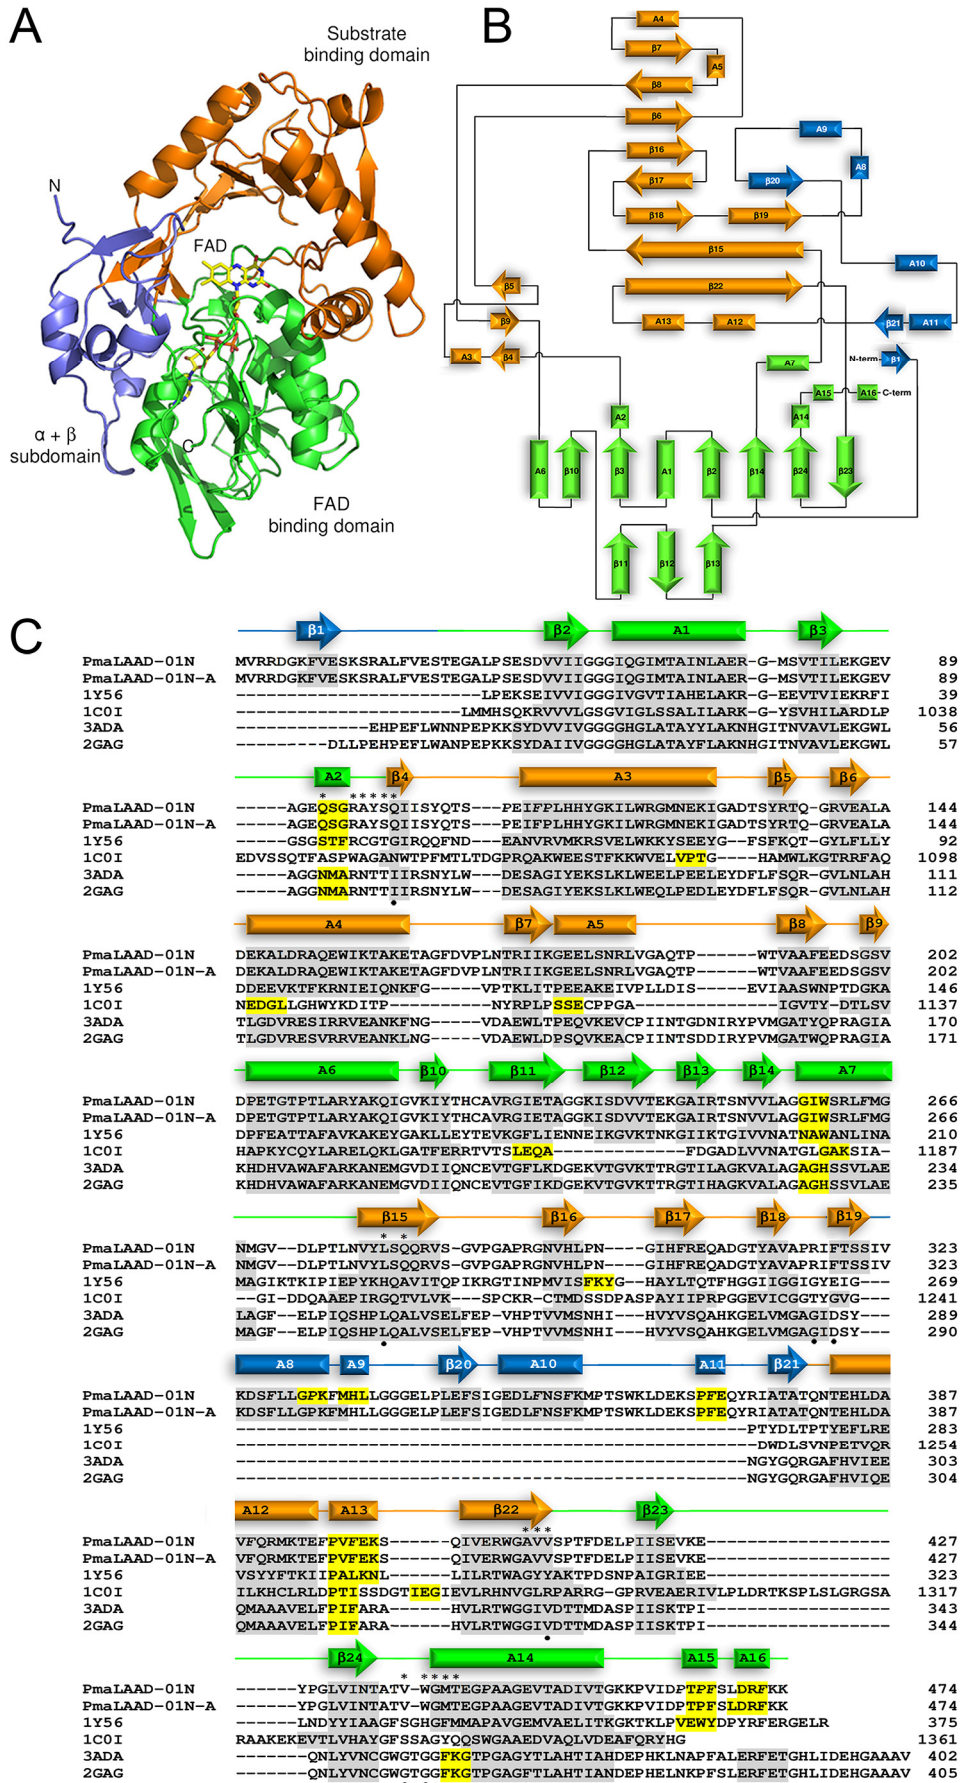 A
B
Substrate
binding domain
N
FAD
α + β
subdomain
C
FAD
binding domain
A4
β7
A5
β8
β6
A9
β16
A8
β17
β20
β18
β19
β15
A10
β5
β22
β9
A13
A12
β21
A11
A3
β4
A7
N-term
β1
A15
A16
C-term
A2
A14
A6
β10
β3
A1
β2
β14
β24
β23
β11
β12
β13
C
β1 β2 A1 β3
PmaLAAD-01N MVRRDGKFVESKSRALFVESTEGALPSESDVVIIGGGIQGIMTAINLAER-G-MSVTILEKGEV 89
PmaLAAD-01N-A MVRRDGKFVESKSRALFVESTEGALPSESDVVIIGGGIQGIMTAINLAER-G-MSVTILEKGEV 89
1Y56 ------------------------LPEKSEIVVIGGGIVGVTIAHELAKR-G-EEVTVIEKRFI 39
1C0I ----------------------LMMHSQKRVVVLGSGVIGLSSALILARK-G-YSVHILARDLP 1038
3ADA -------------EHPEFLWNNPEPKKSYDVVIVGGGGHGLATAYYLAKNHGITNVAVLEKGWL 56
2GAG ---------DLLPEHPEFLWANPEPKKSYDAIIVGGGGHGLATAYFLAKNHGITNVAVLEKGWL 57
A2 β4 A3 β5 β6
* *****
PmaLAAD-01N -----AGEQSGRAYSQIISYQTS---PEIFPLHHYGKILWRGMNEKIGADTSYRTQ-GRVEALA 144
PmaLAAD-01N-A -----AGEQSGRAYSQIISYQTS---PEIFPLHHYGKILWRGMNEKIGADTSYRTQ-GRVEALA 144
1Y56 -----GSGSTFRCGTGIRQQFND---EANVRVMKRSVELWKKYSEEYG---FSFKQT-GYLFLLY 92
1C0I EDVSSQTFASPWAGANWTPFMTLTDGPRQAKWEESTFKKWVELVPTG----HAMWLKGTRRFAQ 1098
3ADA -----AGGNMARNTTIIRSNYLW---DESAGIYEKSLKLWEELPEELEYDFLFSQR-GVLNLAH 111
2GAG -----AGGNMARNTTIIRSNYLW---DESAGIYEKSLKLWEQLPEDLEYDFLFSQR-GVLNLAH 112
A4 β7 A5 β8 β9
PmaLAAD-01N DEKALDRAQEWIKTAKETAGFDVPLNTRIIKGEELSNRLVGAQTP------WTVAAFEEDSGSV 202
PmaLAAD-01N-A DEKALDRAQEWIKTAKETAGFDVPLNTRIIKGEELSNRLVGAQTP------WTVAAFEEDSGSV 202
1Y56 DDEEVKTFKRNIEIQNKFG-----VPTKLITPEEAKEIVPLLDIS------EVIAASWNPTDGKA 146
1C0I NEDGLLGHWYKDITP----------NYRPLPSSECPPGA------------IGVTY--DTLSV 1137
3ADA TLGDVRESIRRVEANKFNG-----VDAEWLTPEQVKEVCPIINTGDNIRYPVMGATYQPRAGIA 170
2GAG TLGDVRESIRRVEANKLNG-----VDAEWLDPSQVKEACPIINTSDDIRYPVMGATWQPRAGIA 171
A6 β10 β11 β12 β13 β14 A7
PmaLAAD-01N DPETGTPTLARYAKQIGVKIYTHCAVRGIETAGGKISDVVTEKGAIRTSNVVLAGGIWSRLFMG 266
PmaLAAD-01N-A DPETGTPTLARYAKQIGVKIYTHCAVRGIETAGGKISDVVTEKGAIRTSNVVLAGGIWSRLFMG 266
1Y56 DPFEATTAFAVKAKEYGAKLLEYTEVKGFLIENNEIKGVKTNKGIIKTGIVVNATNAWANLINA 210
1C0I HAPKYCQYLARELQKLGATFERRTVTSLEQA-------------FDGADLVVNATGLGAKSIA- 1187
3ADA KHDHVAWAFARKANEMGVDIIQNCEVTGFLKDGEKVTGVKTTRGTILAGKVALAGAGHSSVLAE 234
2GAG KHDHVAWAFARKANEMGVDIIQNCEVTGFIKDGEKVTGVKTTRGTIHAGKVALAGAGHSSVLAE 235
β15 β16 β17 β18 β19
* *
PmaLAAD-01N NMGV--DLPTLNVYLSQQRVS-GVPGAPRGNVHLPN----GIHFREQADGTYAVAPRIFTSSIV 323
PmaLAAD-01N-A NMGV--DLPTLNVYLSQQRVS-GVPGAPRGNVHLPN----GIHFREQADGTYAVAPRIFTSSIV 323
1Y56 MAGIKTKIPIEPYKHQAVITQPIKRGTINPMVISFKYG--HAYLTQTFHGGIIGGIGYEIG--- 269
1C0I --GI-DDQAAEPIRGQTVLVK---SPCKR-CTMDSSDPASPAYIIPRPGGEVICGGTYGVG--- 1241
3ADA LAGF-ELPIQSHPLQALVSELFEP-VHPTVVMSNHI----HVYVSQAHKGELVMGAGIDSY--- 289
2GAG MAGF-ELPIQSHPLQALVSELFEP-VHPTVVMSNHI----HVYVSQAHKGELVMGAGIDSY--- 290
A8 A9 β20 A10 A11 β21
PmaLAAD-01N KDSFLLGPKFMHLLGGGELPLEFSIGEDLFNSFKMPTSWKLDEKSPFEQYRIATATQNTEHLDA 387
PmaLAAD-01N-A KDSFLLGPKFMHLLGGGELPLEFSIGEDLFNSFKMPTSWKLDEKSPFEQYRIATATQNTEHLDA 387
1Y56 --------------------------------------------------PTYDLTPTYEFLRE 283
1C0I ---------------------------------------------------DWDLSVNPETVQR 1254
3ADA --------------------------------------------------NGYGQRGAFHVIEE 303
2GAG --------------------------------------------------NGYGQRGAFHVIQE 304
A12 A13 β22 β23
***
PmaLAAD-01N VFQRMKTEFPVFEKS-------QIVERWGAVVSPTFDELPIISEVKE------------------ 427
PmaLAAD-01N-A VFQRMKTEFPVFEKS-------QIVERWGAVVSPTFDELPIISEVKE------------------ 427
1Y56 VSYYFTKIIPALKNL-------LILRTWAGYYAKTPDSNPAIGRIEE------------------ 323
1C0I ILKHCLRLDPTISSDGTIEGIEVLRHNVGLRPARRG-GPRVEAERIVLPLDRTKSPLSLGRGSA 1317
3ADA QMAAAVELFPIFARA-------HVLRTWGGIVDTTMDASPIISKTPI------------------ 343
2GAG QMAAAVELFPIFARA-------HVLRTWGGIVDTTMDASPIISKTPI------------------ 344
β24 A14 A15 A16
* ****
PmaLAAD-01N ------YPGLVINTATV-WGMTEGPAAGEVTADIVTGKKPVIDPTPFSLDRFKK 474
PmaLAAD-01N-A ------YPGLVINTATV-WGMTEGPAAGEVTADIVTGKKPVIDPTPFSLDRFKK 474
1Y56 ------LNDYYIAAGFSGHGFMMAPAVGEMVAELITKGKTKLPVEWYDPYRFERGELR 375
1C0I RAAKEKEVTLVHAYGFSSAGYQQSWGAAEDVAQLVDEAFQRYHG 1361
3ADA -------QNLYVNCGWGTGGFKGTPGAGYTLAHTIAHDEPHKLNAPFALERFETGHLIDEHGAAAV 402
2GAG -------QNLYVNCGWGTGGFKGTPGAGFTLAHTIANDEPHELNKPFSLERFETGHLIDEHGAAAV 405